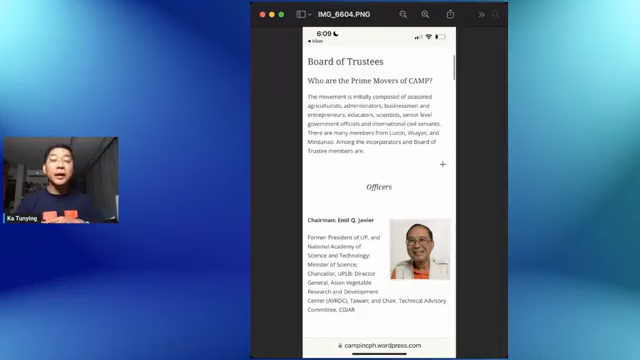 IMG_6604.PNG
6:09
Viber
Board of Trustees
Who are the Prime Movers of CAMP?
The movement is initially composed of seasoned
agriculturists, administrators, businessmen and
entrepreneurs, educators, scientists, senior level
government officials and international civil servants.
There are many members from Luzon, Visayan, and
Mindanao. Among the incorporators and Board of
Trustee members are:
Officers
Chairman: Emil Q. Javier
Former President of UP, and
National Academy of
Science and Technology;
Minister of Science;
Chancellor, UPLB; Director
General, Asian Vegetable
Research and Development
Center (AVRDC), Taiwan; and Chair, Technical Advisory
Committee, CGIAR
Ka Tunying
campincph.wordpress.com